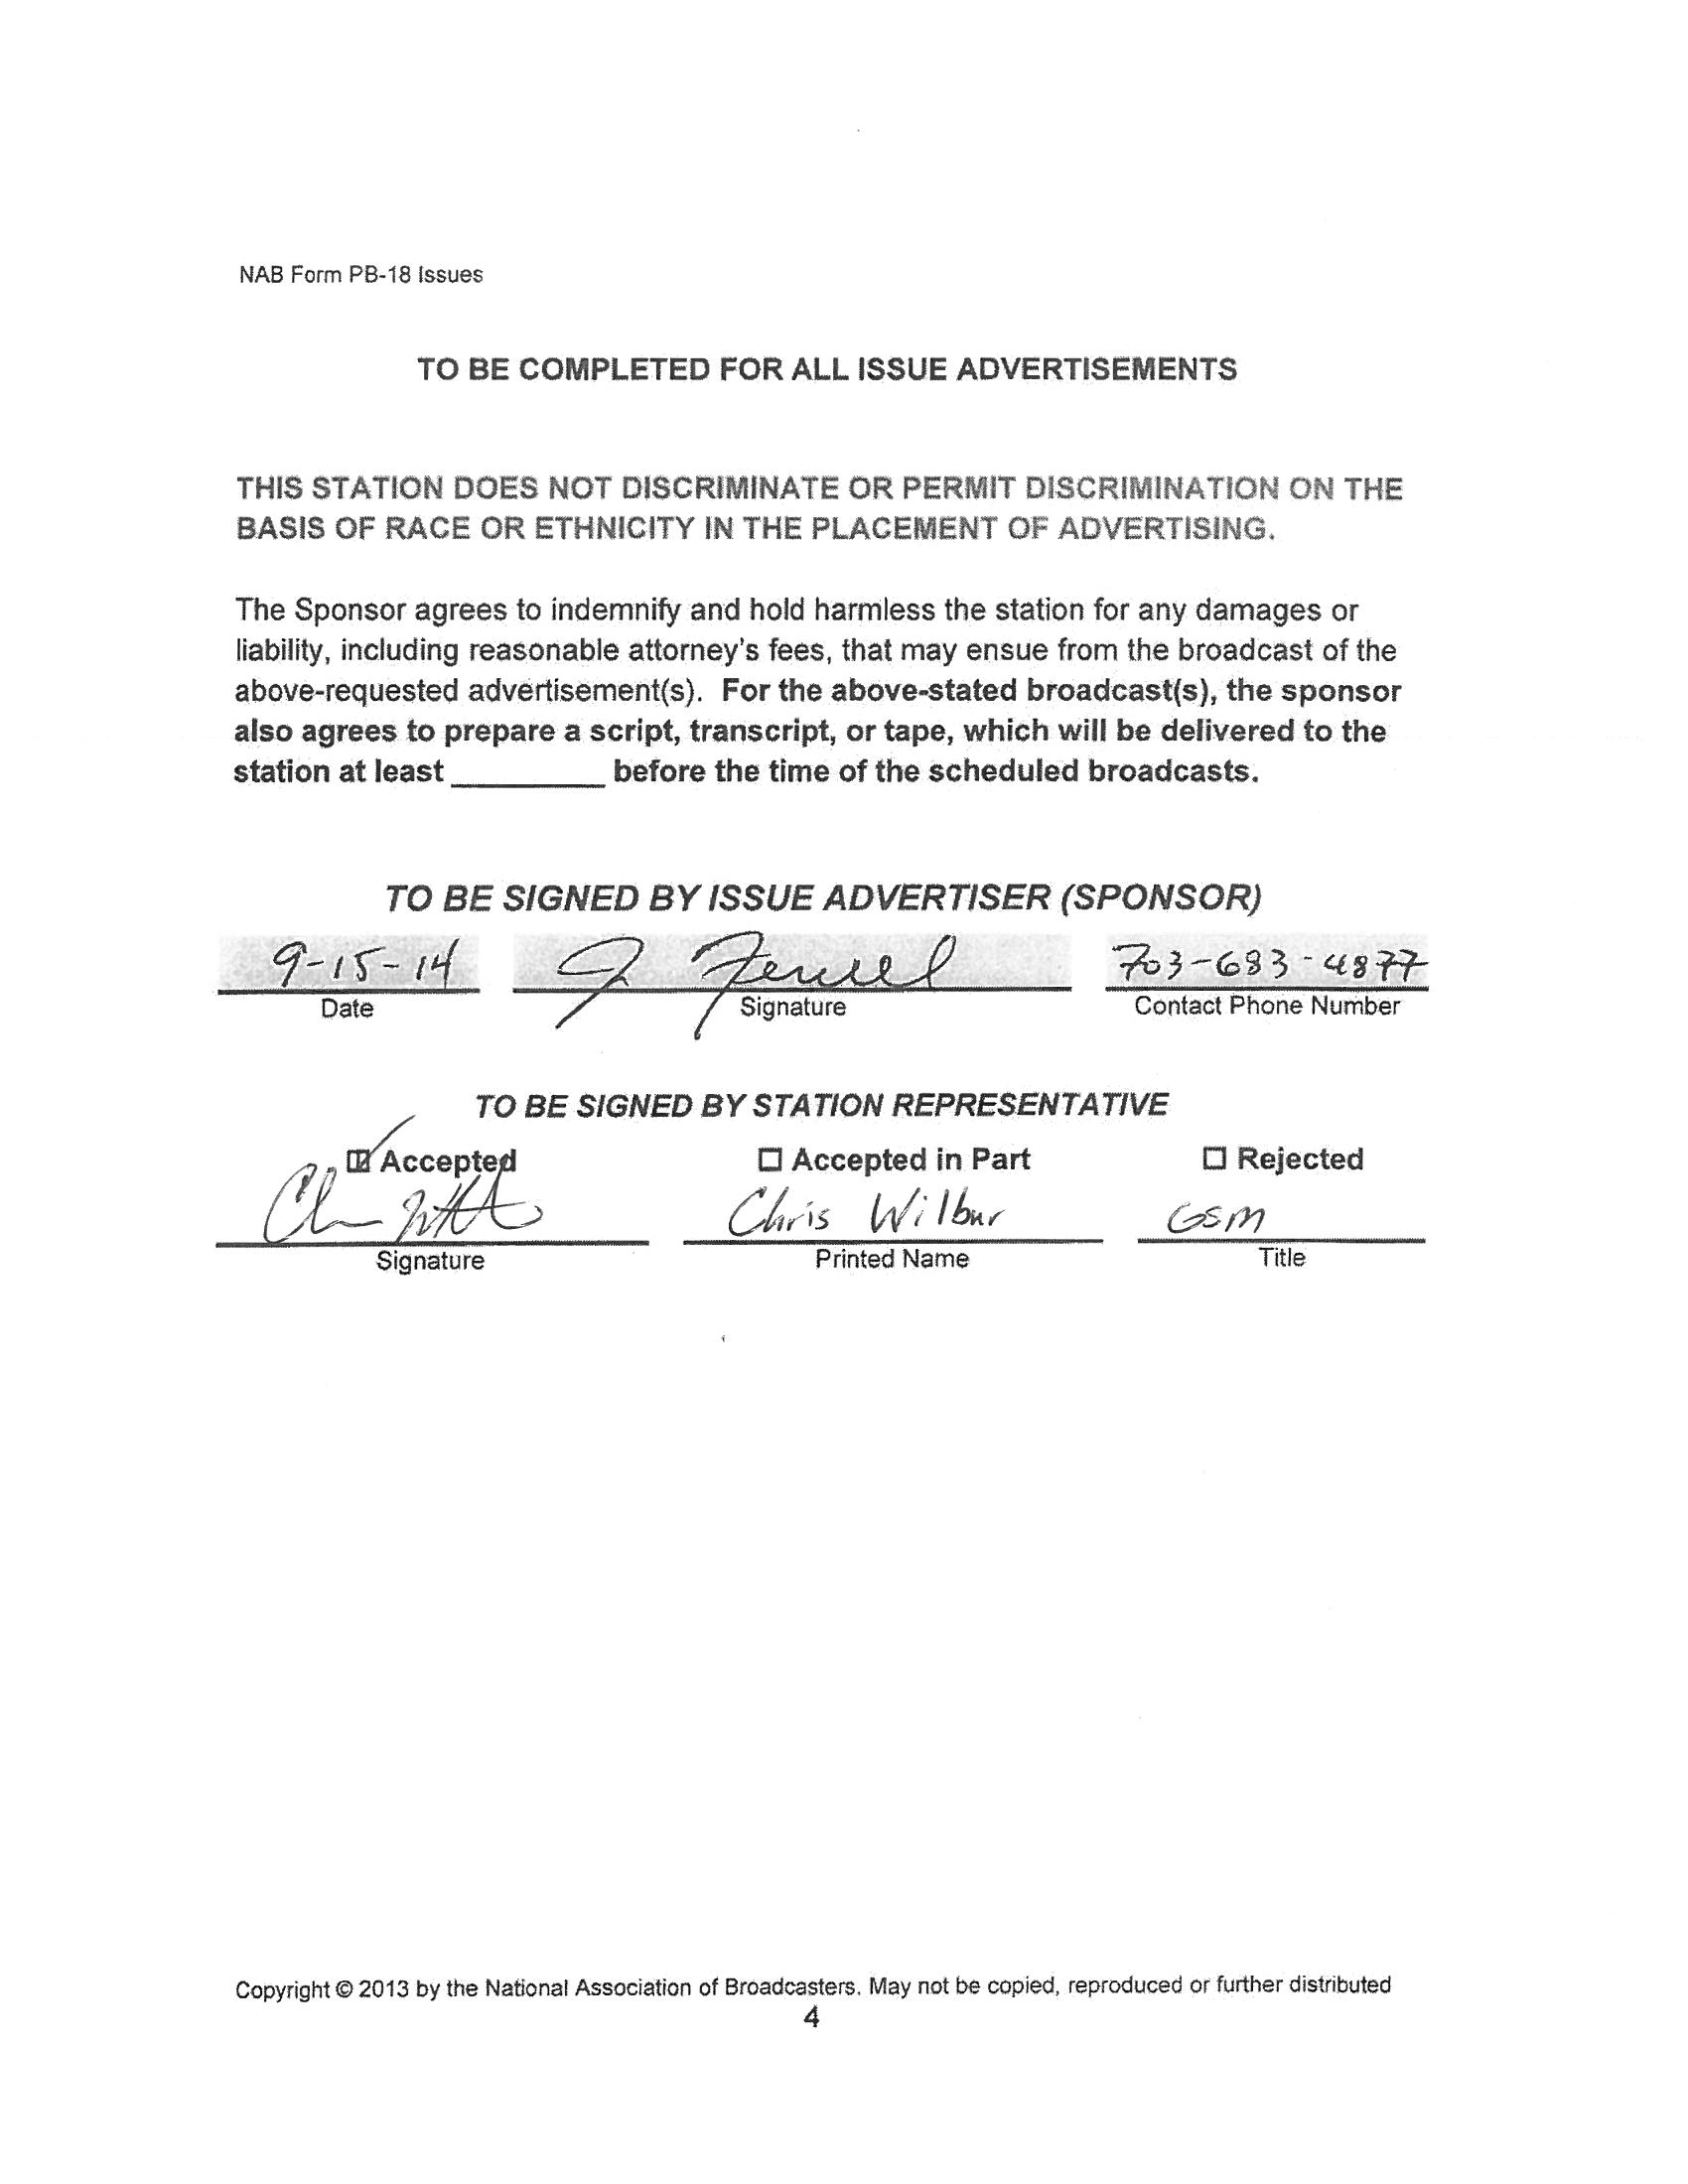 NAB Form PB-18 Issues
TO BE COMPLETED FOR ALL ISSUE ADVERTISEMENTS
THIS STATION DOES NOT DISCRIMINATE OR PERMIT DISCRIMINATION ON THE
BASIS OF RACE OR ETHNICITY IN THE PLACEMENT OF ADVERTISING.
The Sponsor agrees to indemnify and hold harmless the station for any damages or
liability, including reasonable attorney's fees, that may ensue from the broadcast of the
above-requested advertisement(s). For the above-stated broadcast(s), the sponsor
also agrees to prepare a script, transcript, or tape, which will be delivered to the
station at least _________ before the time of the scheduled broadcasts.
TO BE SIGNED BY ISSUE ADVERTISER (SPONSOR)
9-15-14 J 703-683-4877
Date Signature Contact Phone Number
TO BE SIGNED BY STATION REPRESENTATIVE
☑ Accepted ☐ Accepted in Part ☐ Rejected
Chris Wilbur GSM
Signature Printed Name Title
Copyright © 2013 by the National Association of Broadcasters. May not be copied, reproduced or further distributed
4